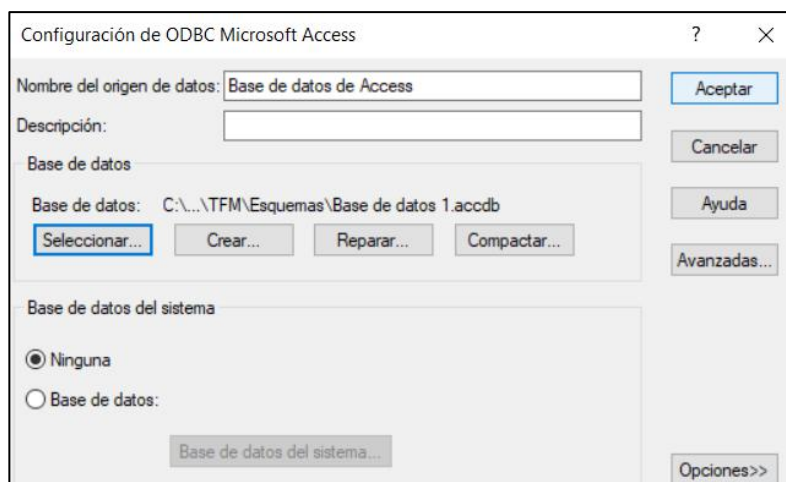 Configuración de ODBC Microsoft Access ?
Nombre del origen de datos: Base de datos de Access Aceptar
Descripción:
Cancelar
Base de datos
Base de datos: C:\...\TFM\Esquemas\Base de datos 1.accdb Ayuda
Seleccionar... Crear... Reparar... Compactar...
Avanzadas...
Base de datos del sistema
Ninguna
Base de datos:
Base de datos del sistema...
Opciones>>